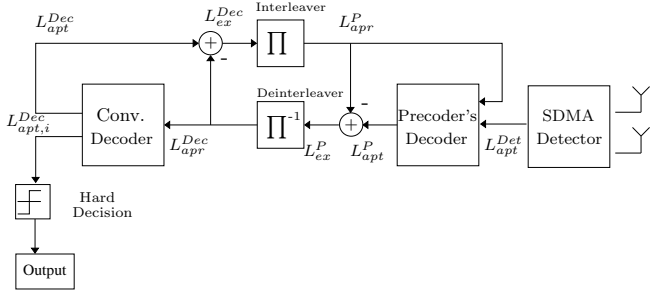 L_{apt}^{Dec}
L_{ex}^{Dec}
Interleaver
∏
L_{apr}^{P}
-
Deinterleaver
∏^{-1}
-
L_{apt,i}^{Dec}
Conv.
Decoder
L_{apr}^{Dec}
L_{ex}^{P}
L_{apt}^{P}
Precoder's
Decoder
L_{apt}^{Det}
SDMA
Detector
Hard
Decision
Output